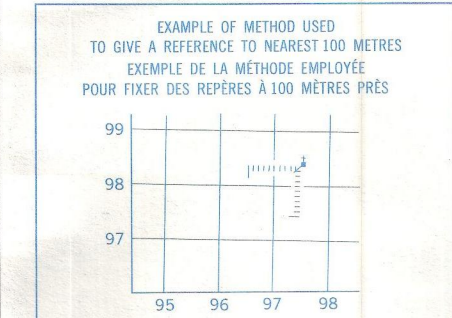 EXAMPLE OF METHOD USED
TO GIVE A REFERENCE TO NEAREST 100 METRES
EXEMPLE DE LA MÉTHODE EMPLOYÉE
POUR FIXER DES REPÈRES À 100 MÈTRES PRÈS
99
98
97
95 96 97 98